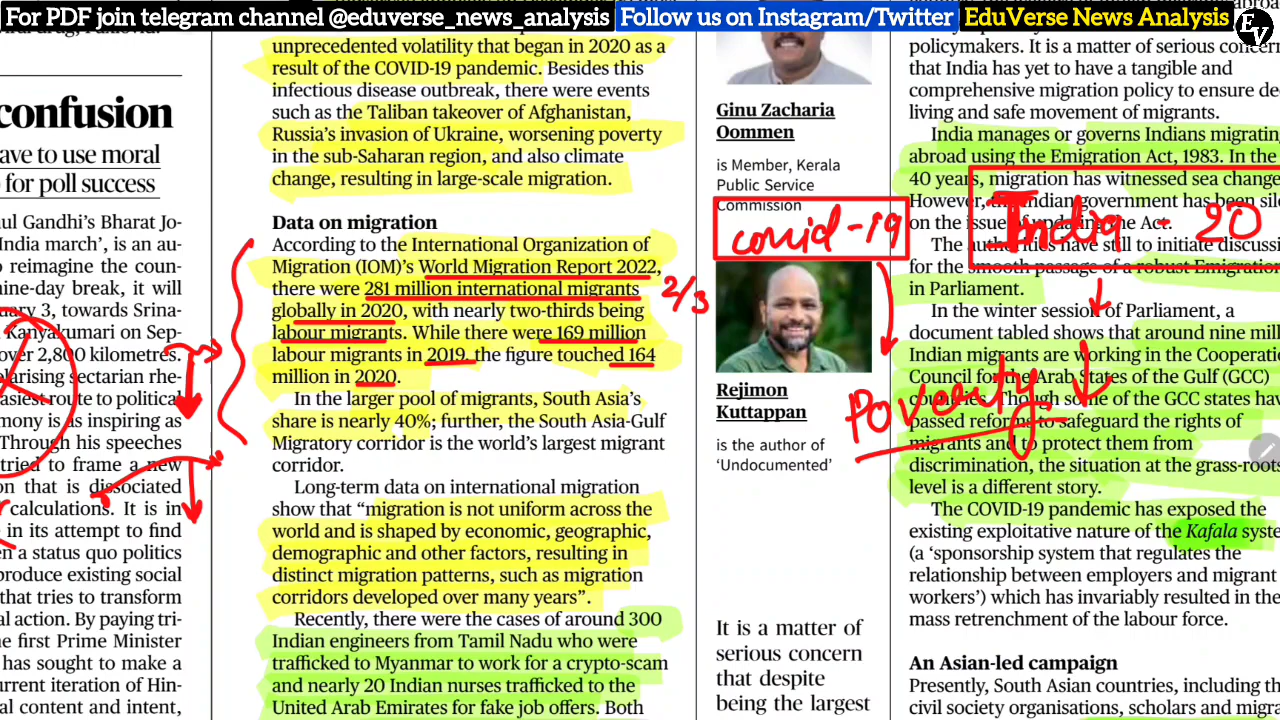 For PDF join telegram channel @eduverse_news_analysis
Follow us on Instagram/Twitter
EduVerse News Analysis
EV
confusion
ave to use moral
for poll success
ul Gandhi's Bharat Jo-
India march', is an au-
o reimagine the coun-
nine-day break, it will
uary 3, towards Srina-
Kanyakumari on Sep-
over 2,800 kilometres.
larising sectarian rhe-
easiest route to political
mony is as inspiring as
Through his speeches
tried to frame a new
on that is dissociated
calculations. It is in
in its attempt to find
en a status quo politics
produce existing social
that tries to transform
al action. By paying tri-
he first Prime Minister
has sought to make a
urrent iteration of Hin-
al content and intent,
unprecedented volatility that began in 2020 as a
result of the COVID-19 pandemic. Besides this
infectious disease outbreak, there were events
such as the Taliban takeover of Afghanistan,
Russia's invasion of Ukraine, worsening poverty
in the sub-Saharan region, and also climate
change, resulting in large-scale migration.
Data on migration
According to the International Organization of
Migration (IOM)'s World Migration Report 2022,
there were 281 million international migrants
globally in 2020, with nearly two-thirds being
labour migrants. While there were 169 million
labour migrants in 2019, the figure touched 164
million in 2020.
In the larger pool of migrants, South Asia's
share is nearly 40%; further, the South Asia-Gulf
Migratory corridor is the world's largest migrant
corridor.
Long-term data on international migration
show that "migration is not uniform across the
world and is shaped by economic, geographic,
demographic and other factors, resulting in
distinct migration patterns, such as migration
corridors developed over many years".
Recently, there were the cases of around 300
Indian engineers from Tamil Nadu who were
trafficked to Myanmar to work for a crypto-scam
and nearly 20 Indian nurses trafficked to the
United Arab Emirates for fake job offers. Both
2/3
Ginu Zacharia
Oommen
is Member, Kerala
Public Service
Commission
covid-19
Rejimon
Kuttappan
is the author of
'Undocumented'
Poverty
It is a matter of
serious concern
that despite
being the largest
policymakers. It is a matter of serious concern
that India has yet to have a tangible and
comprehensive migration policy to ensure dec
living and safe movement of migrants.
India manages or governs Indians migrating
abroad using the Emigration Act, 1983. In the
40 years, migration has witnessed sea change
However, the Indian government has been sile
on the issue of updating the Act.
India - 20
The authorities have still to initiate discussi
for the smooth passage of a robust Emigration
in Parliament.
In the winter session of Parliament, a
document tabled shows that around nine mill
Indian migrants are working in the Cooperatio
Council for the Arab States of the Gulf (GCC)
countries. Though some of the GCC states hav
passed reforms to safeguard the rights of
migrants and to protect them from
discrimination, the situation at the grass-roots
level is a different story.
The COVID-19 pandemic has exposed the
existing exploitative nature of the Kafala syste
(a 'sponsorship system that regulates the
relationship between employers and migrant
workers') which has invariably resulted in the
mass retrenchment of the labour force.
An Asian-led campaign
Presently, South Asian countries, including th
civil society organisations, scholars and migra